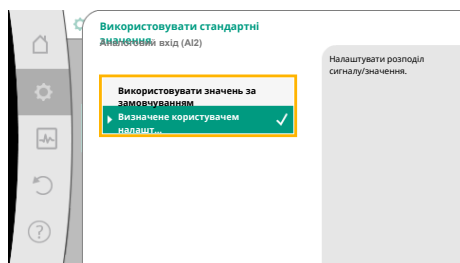 Використовувати стандартні
значення
Аналоговий вхід (AI2)
Налаштувати розподіл
сигналу/значення.
Використовувати значень за
замовчуванням
Визначене користувачем
налашт...